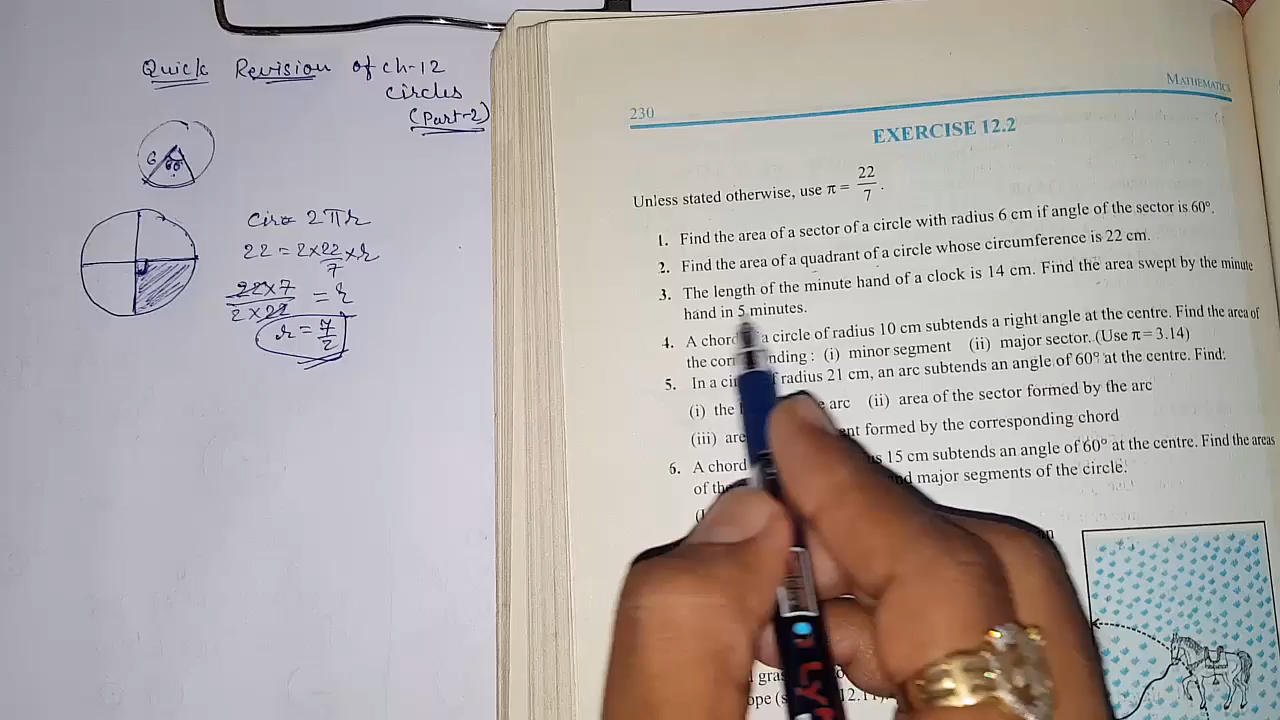 Quick Revision of Ch-12
Circles
(Part-2)
6
60°
Circ 2πr
22 = 2×22/7×r
22×7/2×22 = r
r = 7/2
230
MATHEMATICS
EXERCISE 12.2
Unless stated otherwise, use π = 22/7.
1. Find the area of a sector of a circle with radius 6 cm if angle of the sector is 60°.
2. Find the area of a quadrant of a circle whose circumference is 22 cm.
3. The length of the minute hand of a clock is 14 cm. Find the area swept by the minute
hand in 5 minutes.
4. A chord a circle of radius 10 cm subtends a right angle at the centre. Find the area of
the : (i) minor segment (ii) major sector. (Use π = 3.14)
5. In a radius 21 cm, an arc subtends an angle of 60° at the centre. Find:
(i) the arc (ii) area of the sector formed by the arc
(iii) formed by the corresponding chord
6. A chord 15 cm subtends an angle of 60° at the centre. Find the areas
of major segments of the circle.